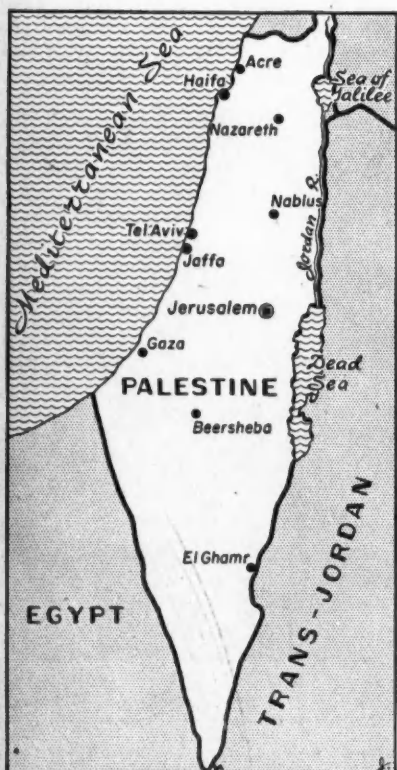 Mediterranean Sea
Acre
Haifa
Sea of
Galilee
Nazareth
Nablus
Jordan R.
Tel Aviv
Jaffa
Jerusalem
Gaza
Dead
Sea
PALESTINE
Beersheba
El Ghamr
EGYPT
TRANS-JORDAN